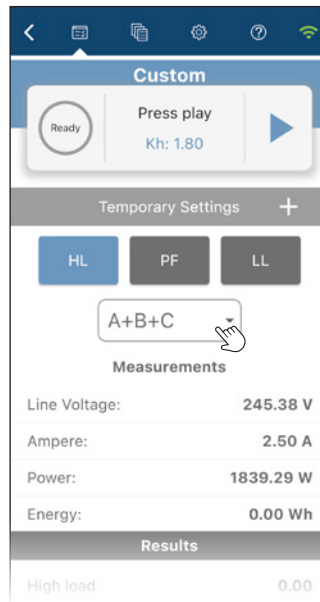 Custom
Ready
Press play
Kh: 1.80
Temporary Settings +
HL PF LL
A+B+C
Measurements
Line Voltage: 245.38 V
Ampere: 2.50 A
Power: 1839.29 W
Energy: 0.00 Wh
Results
High load 0.00